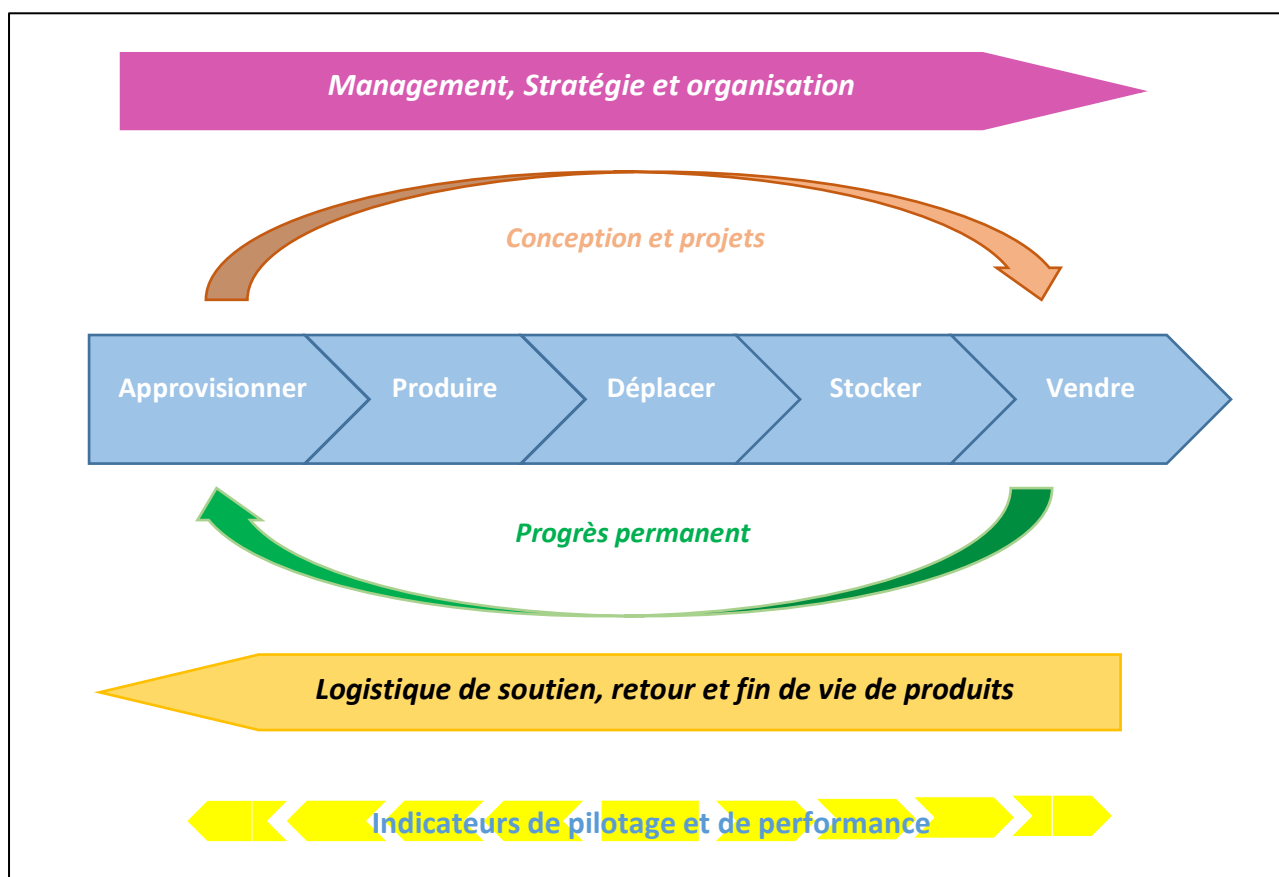 Management, Stratégie et organisation
Conception et projets
Approvisionner
Produire
Déplacer
Stocker
Vendre
Progrès permanent
Logistique de soutien, retour et fin de vie de produits
Indicateurs de pilotage et de performance